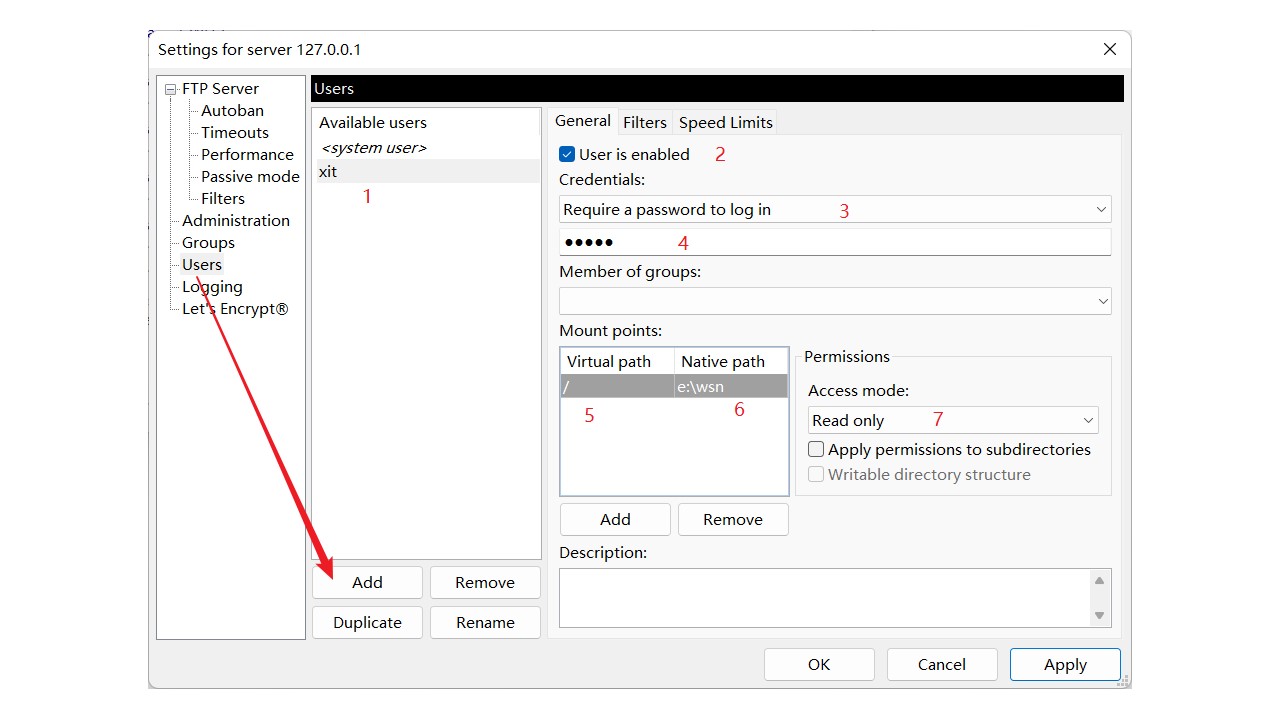 Settings for server 127.0.0.1
FTP Server
Autoban
Timeouts
Performance
Passive mode
Filters
Administration
Groups
Users
Logging
Let's Encrypt®
Users
Available users
<system user>
xit
1
Add
Remove
Duplicate
Rename
General Filters Speed Limits
User is enabled 2
Credentials:
Require a password to log in 3
●●●●● 4
Member of groups:
Mount points:
Virtual path Native path
/ e:\wsn
5 6
Add Remove
Permissions
Access mode:
Read only 7
Apply permissions to subdirectories
Writable directory structure
Description:
OK Cancel Apply